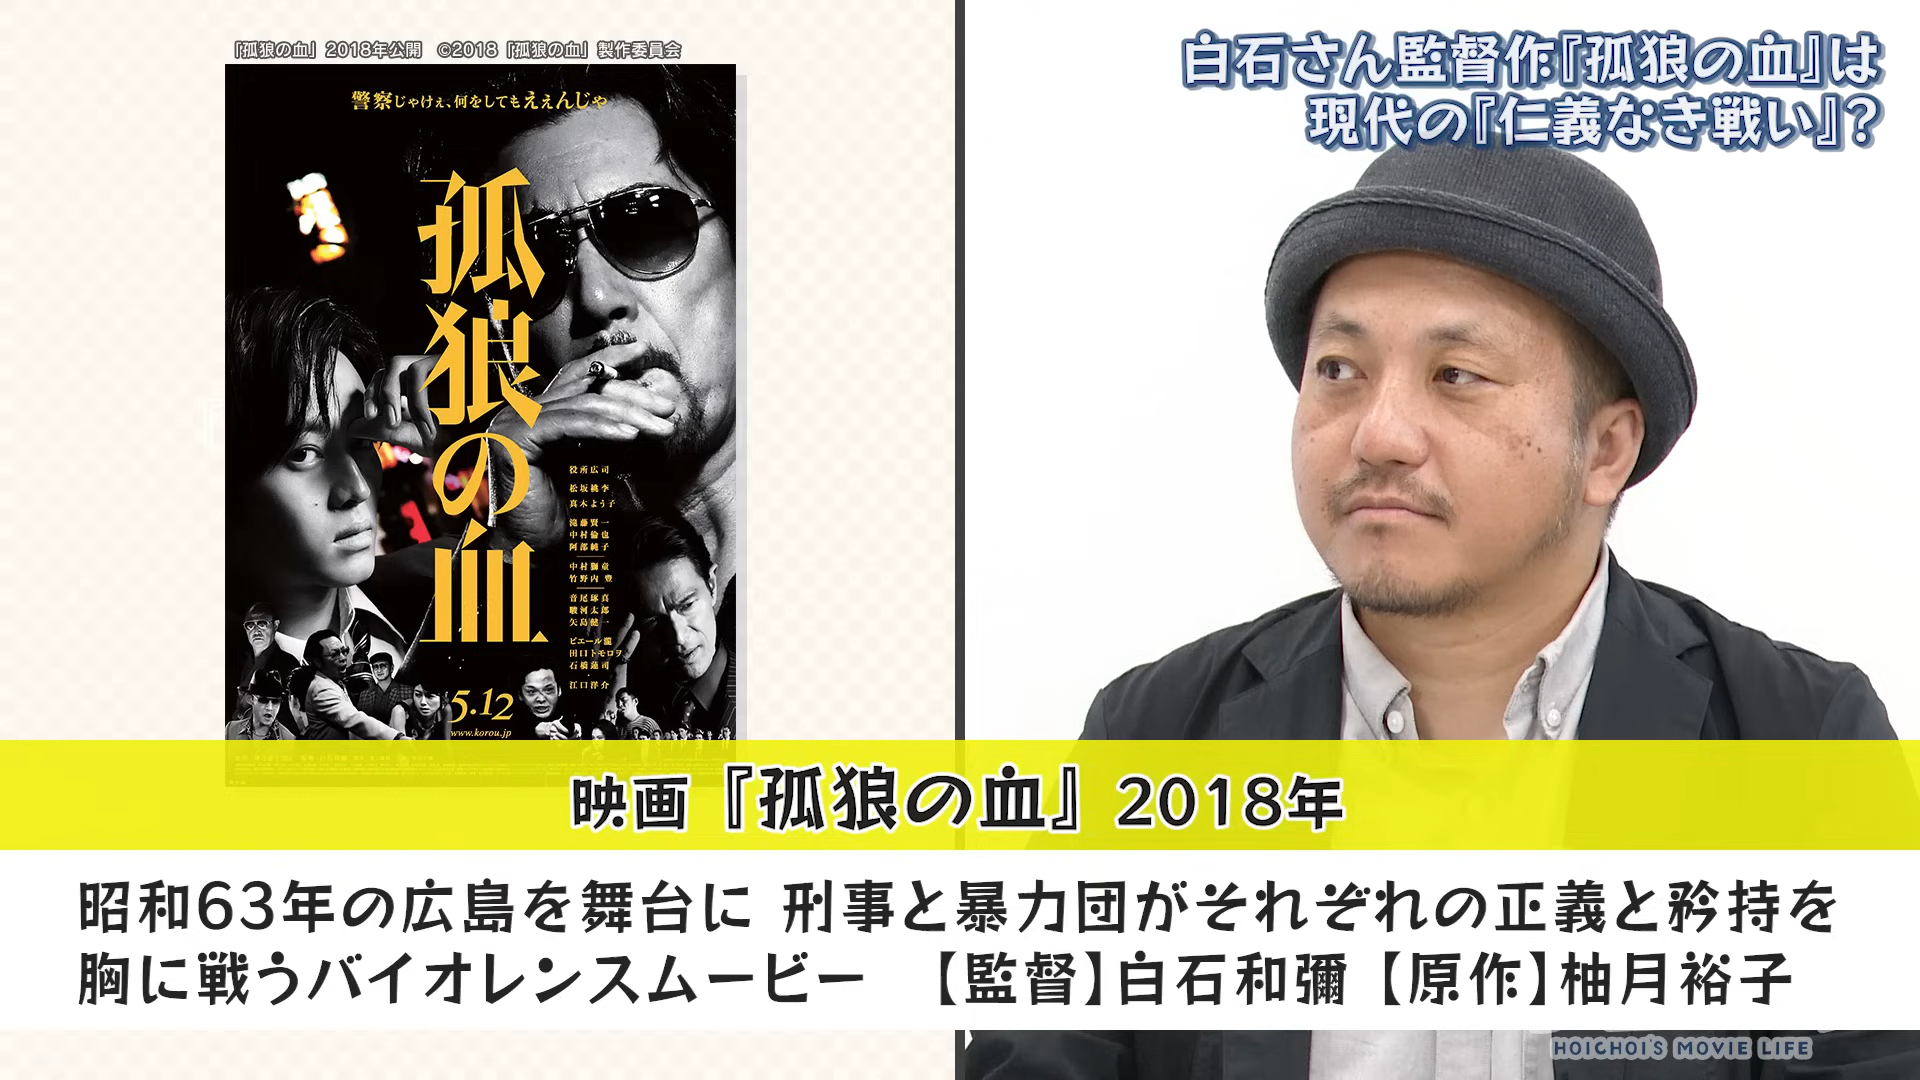 『孤狼の血』2018年公開　©2018『孤狼の血』製作委員会
警察じゃけぇ、何をしてもええんじゃ
孤狼の血
役所広司
松坂桃李
真木よう子
滝藤賢一
中村倫也
阿部純子
中村獅童
竹野内豊
音尾琢真
駿河太郎
矢島健一
ピエール瀧
田口トモロヲ
石橋蓮司
江口洋介
5.12
www.korou.jp
白石さん監督作『孤狼の血』は
現代の『仁義なき戦い』?
映画『孤狼の血』2018年
昭和63年の広島を舞台に 刑事と暴力団がそれぞれの正義と矜持を
胸に戦うバイオレンスムービー　【監督】白石和彌【原作】柚月裕子
HOICHOI'S MOVIE LIFE